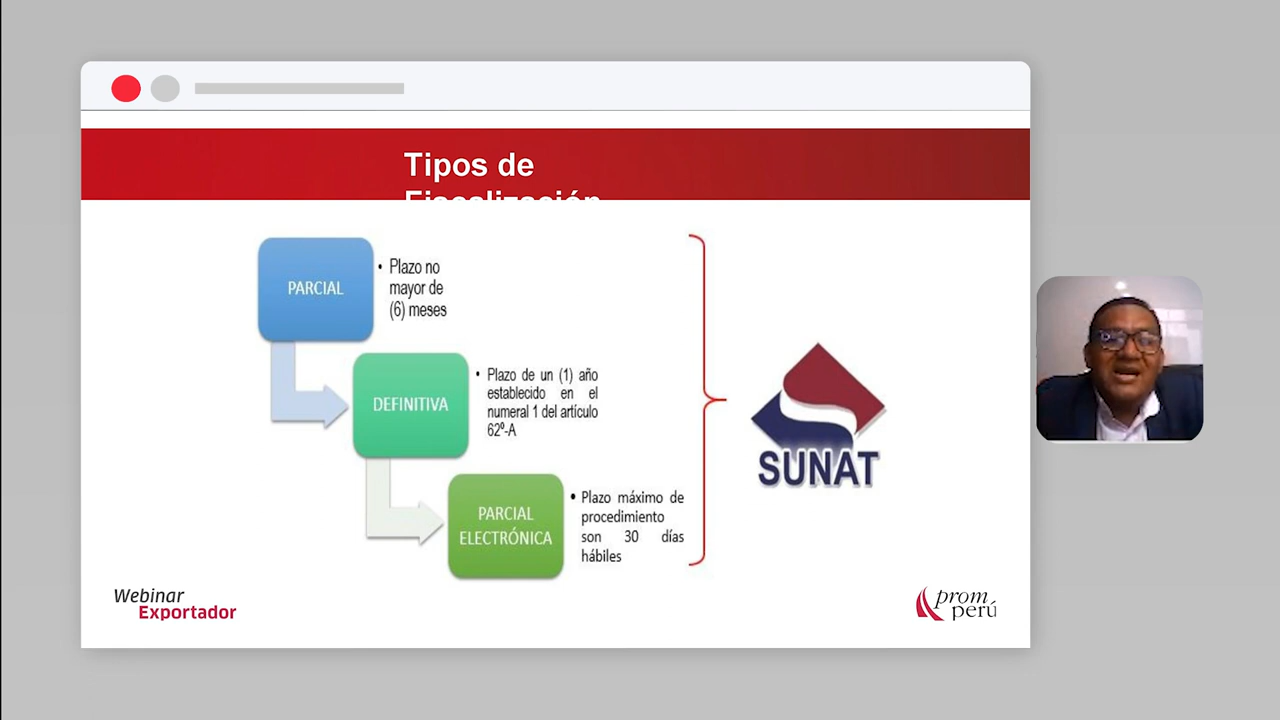 Tipos de
Fiscalización
PARCIAL
• Plazo no
mayor de
(6) meses
DEFINITIVA
• Plazo de un (1) año
establecido en el
numeral 1 del artículo
62º-A
PARCIAL
ELECTRÓNICA
• Plazo máximo de
procedimiento
son 30 días
hábiles
SUNAT
Webinar
Exportador
prom
perú